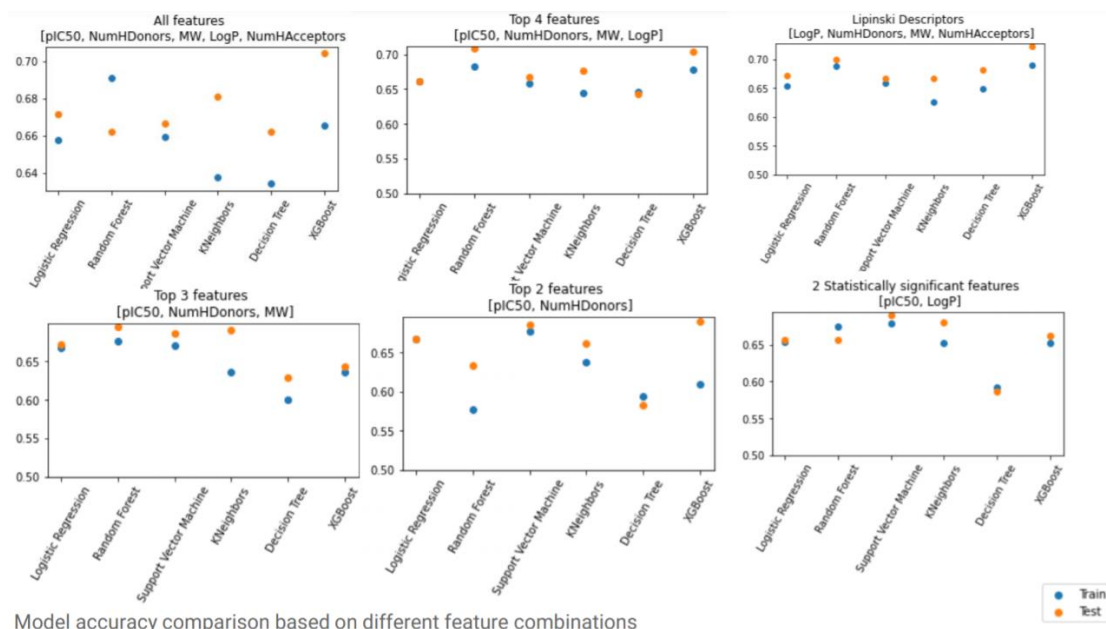 All features
[pIC50, NumHDonors, MW, LogP, NumHAcceptors
0.70
0.68
0.66
0.64
Logistic Regression
Random Forest
port Vector Machine
KNeighbors
Decision Tree
XGBoost
Top 4 features
[pIC50, NumHDonors, MW, LogP]
0.70
0.65
0.60
0.55
0.50
gistic Regression
Random Forest
t Vector Machine
KNeighbors
Decision Tree
XGBoost
Lipinski Descriptors
[LogP, NumHDonors, MW, NumHAcceptors]
0.70
0.65
0.60
0.55
0.50
Logistic Regression
Random Forest
pport Vector Machine
KNeighbors
Decision Tree
XGBoost
Top 3 features
[pIC50, NumHDonors, MW]
0.65
0.60
0.55
0.50
Logistic Regression
Random Forest
Support Vector Machine
KNeighbors
Decision Tree
XGBoost
Top 2 features
[pIC50, NumHDonors]
0.65
0.60
0.55
0.50
Logistic Regression
Random Forest
Support Vector Machine
KNeighbors
Decision Tree
XGBoost
2 Statistically significant features
[pIC50, LogP]
0.65
0.60
0.55
0.50
Logistic Regression
Random Forest
Support Vector Machine
KNeighbors
Decision Tree
XGBoost
Train
Test
Model accuracy comparison based on different feature combinations